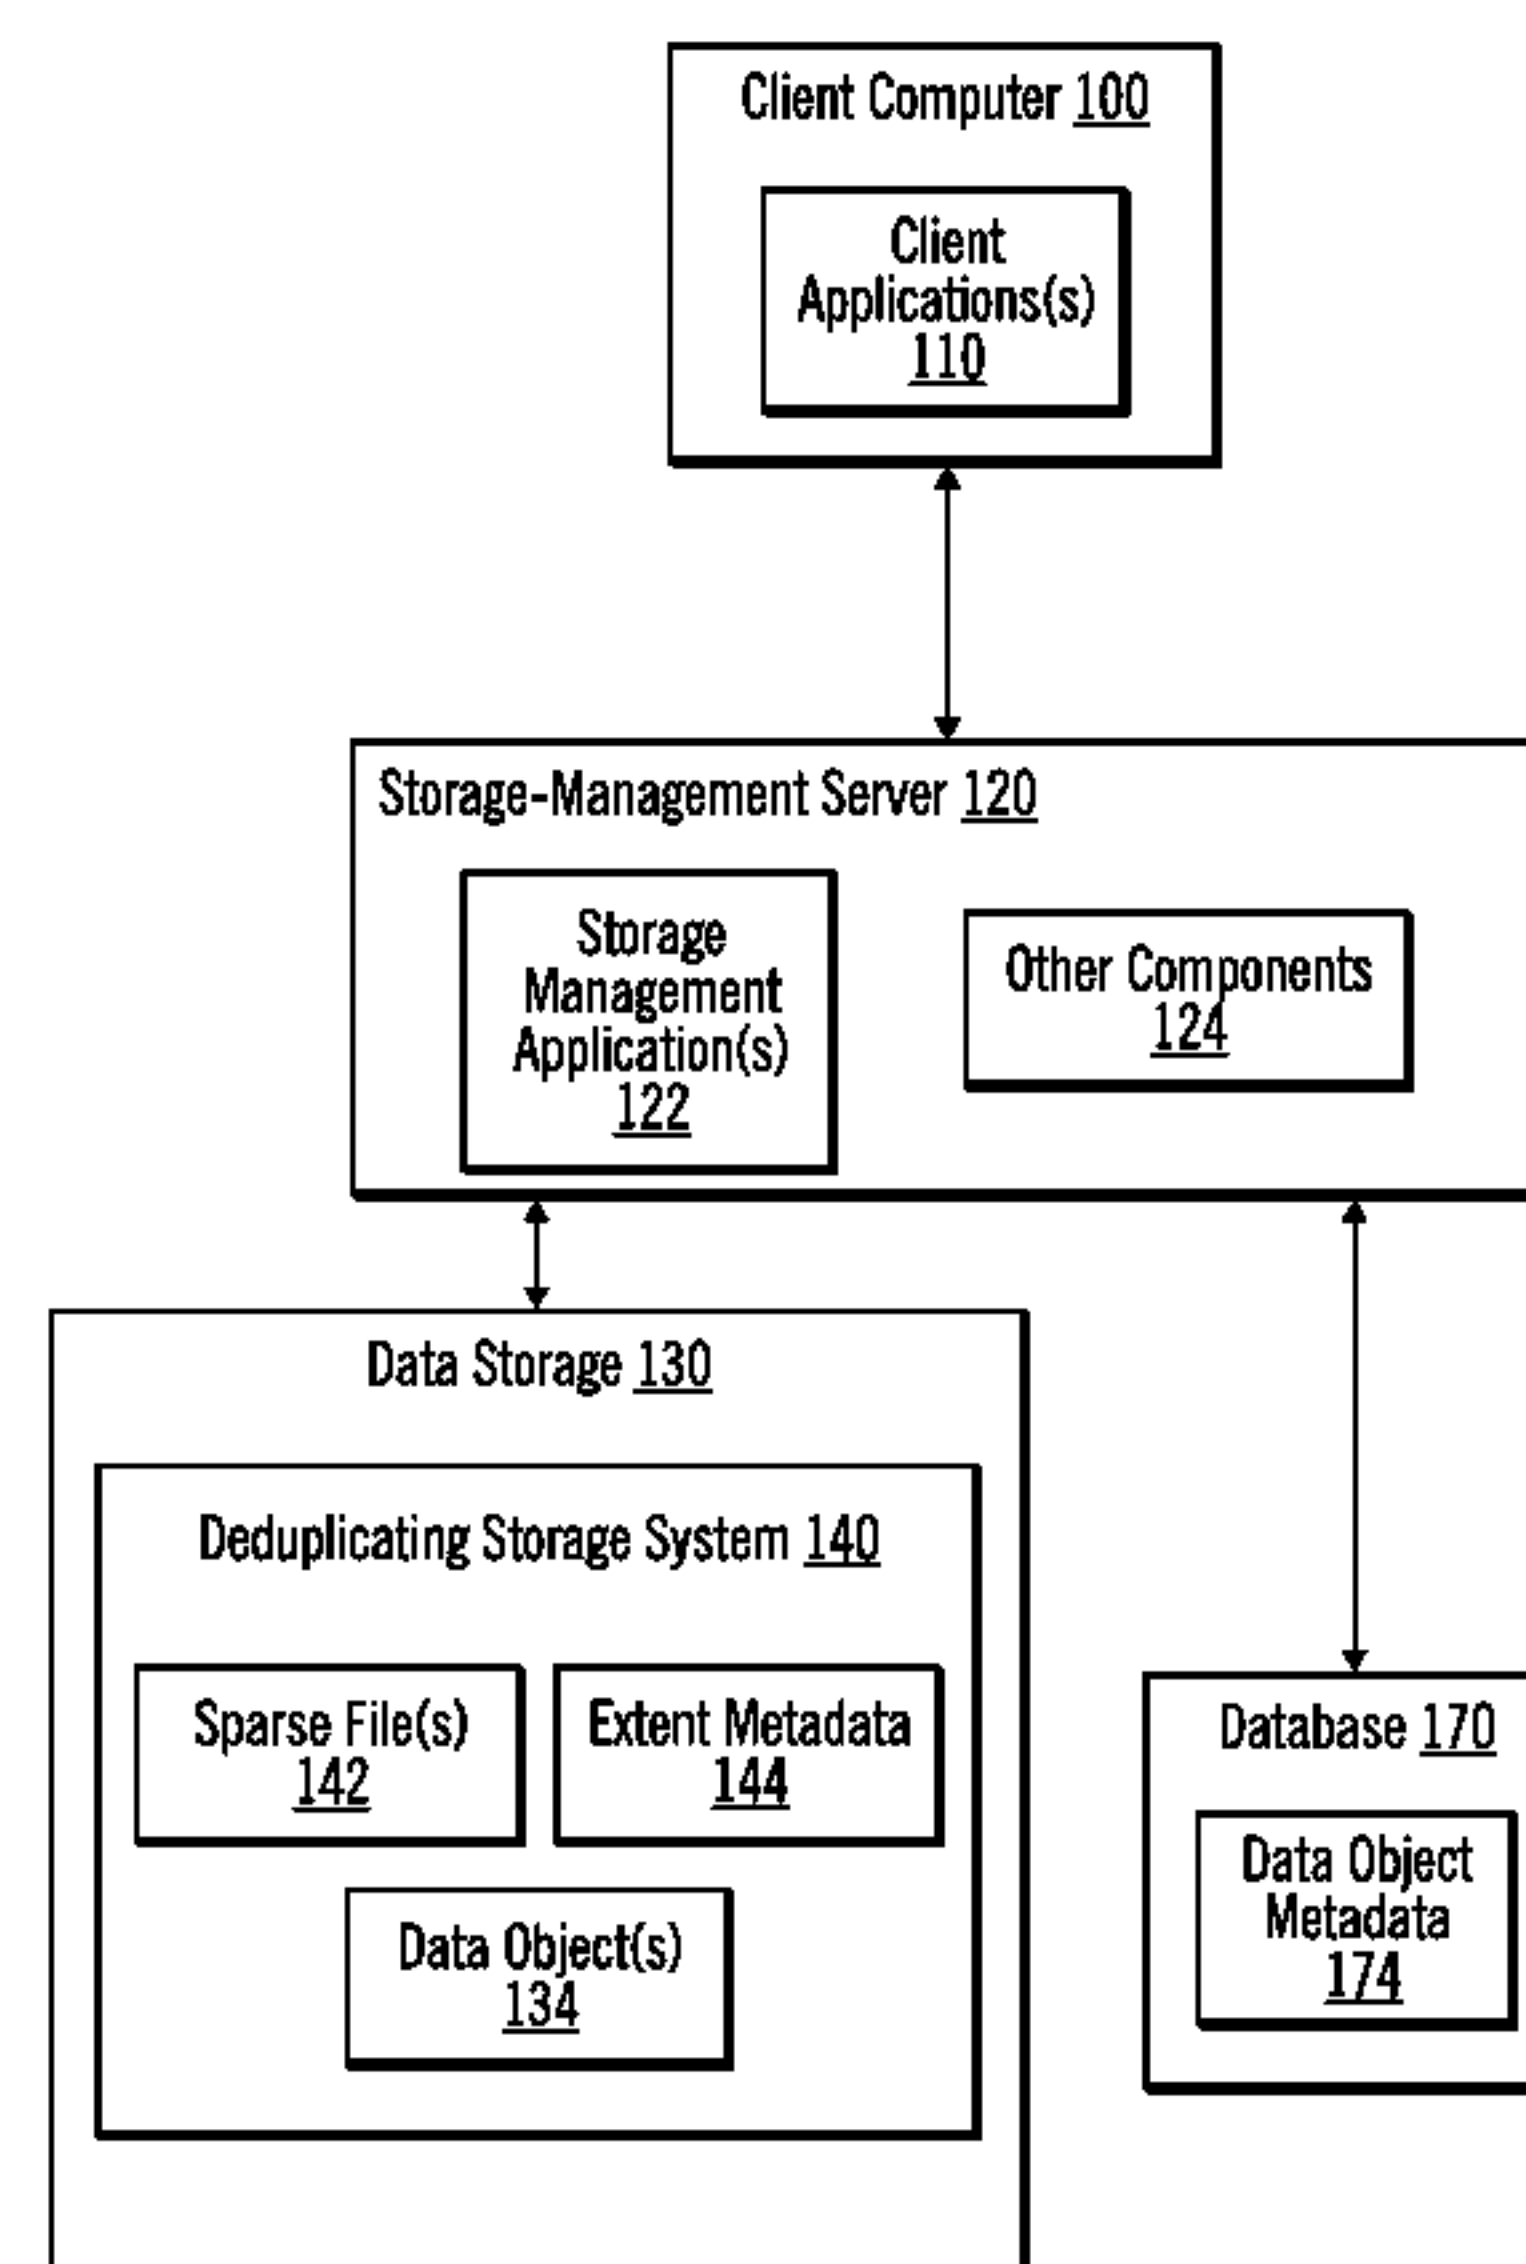 Client Computer 100
Client
Applications(s)
110
Storage-Management Server 120
Storage
Management
Application(s)
122
Other Components
124
Data Storage 130
Deduplicating Storage System 140
Sparse File(s)
142
Extent Metadata
144
Data Object(s)
134
Database 170
Data Object
Metadata
174